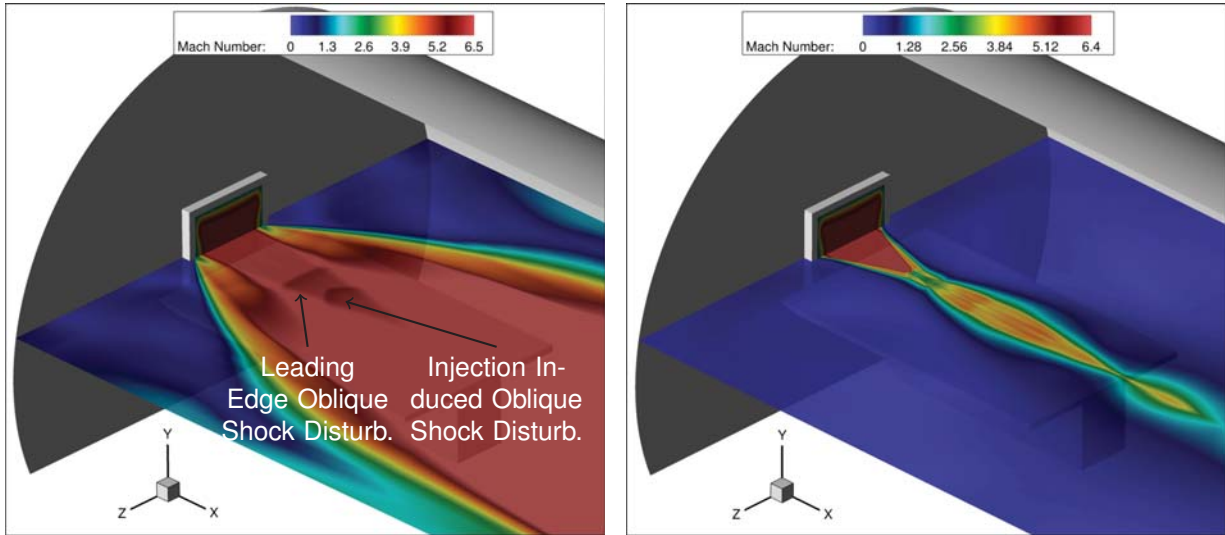 Mach Number: 0 1.3 2.6 3.9 5.2 6.5
Leading
Edge Oblique
Shock Disturb.
Injection In-
duced Oblique
Shock Disturb.
Y
Z
X
Mach Number: 0 1.28 2.56 3.84 5.12 6.4
Y
Z
X